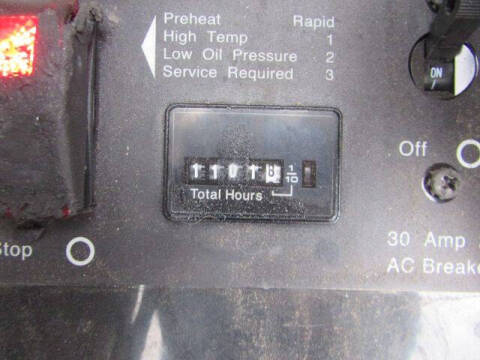 Preheat Rapid
High Temp 1
Low Oil Pressure 2
Service Required 3
ON
11018 1/10
Total Hours
Off
Stop
30 Amp
AC Breake